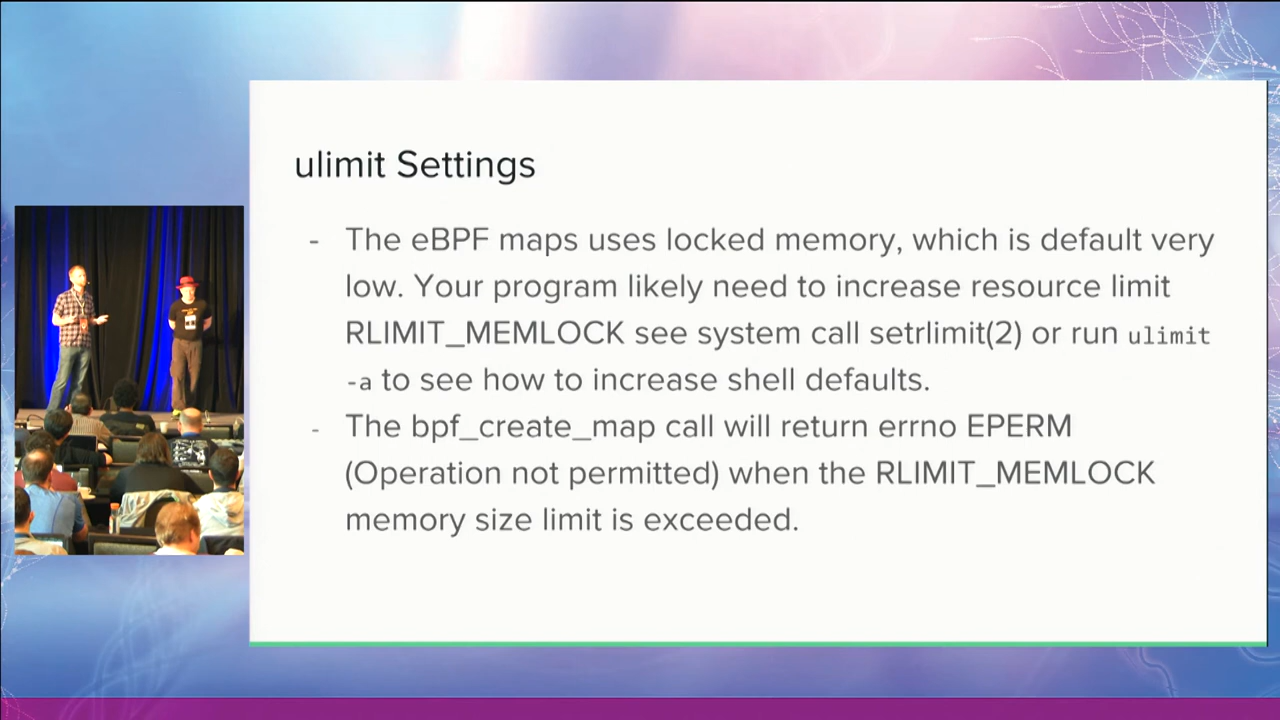 ulimit Settings
- The eBPF maps uses locked memory, which is default very
low. Your program likely need to increase resource limit
RLIMIT_MEMLOCK see system call setrlimit(2) or run ulimit
-a to see how to increase shell defaults.
- The bpf_create_map call will return errno EPERM
(Operation not permitted) when the RLIMIT_MEMLOCK
memory size limit is exceeded.